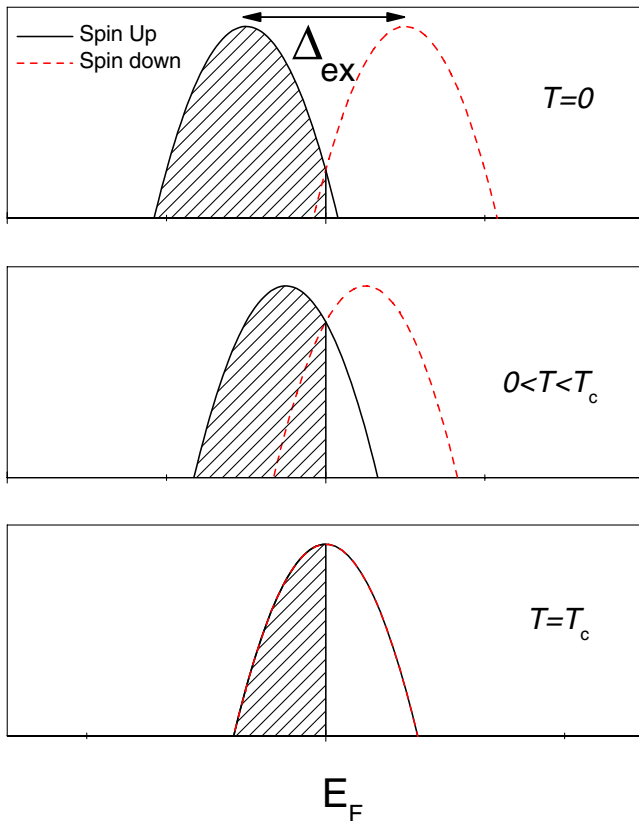 Spin Up
Spin down
Δex
T=0
0<T<Tc
T=Tc
EF